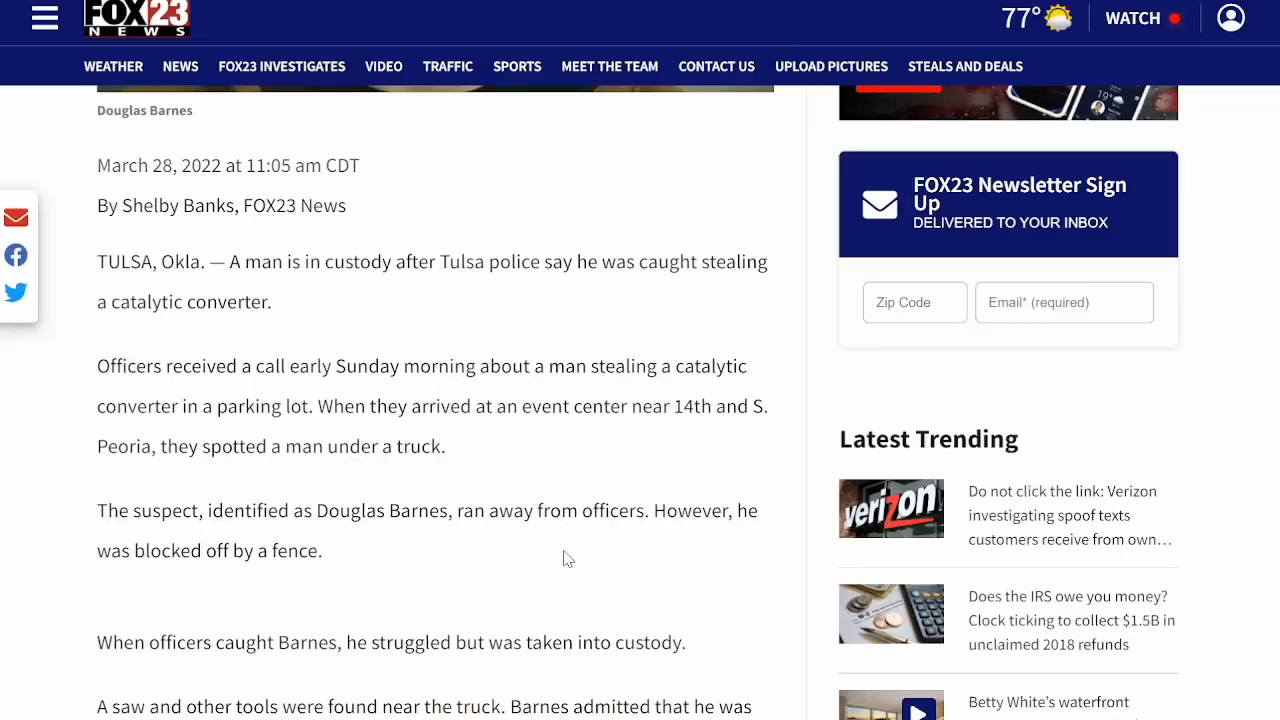 FOX23
NEWS
77°
WATCH
WEATHER NEWS FOX23 INVESTIGATES VIDEO TRAFFIC SPORTS MEET THE TEAM CONTACT US UPLOAD PICTURES STEALS AND DEALS
Douglas Barnes
March 28, 2022 at 11:05 am CDT
By Shelby Banks, FOX23 News
TULSA, Okla. — A man is in custody after Tulsa police say he was caught stealing
a catalytic converter.
Officers received a call early Sunday morning about a man stealing a catalytic
converter in a parking lot. When they arrived at an event center near 14th and S.
Peoria, they spotted a man under a truck.
The suspect, identified as Douglas Barnes, ran away from officers. However, he
was blocked off by a fence.
When officers caught Barnes, he struggled but was taken into custody.
A saw and other tools were found near the truck. Barnes admitted that he was
FOX23 Newsletter Sign
Up
DELIVERED TO YOUR INBOX
Zip Code
Email* (required)
Latest Trending
verizon
Do not click the link: Verizon
investigating spoof texts
customers receive from own…
Does the IRS owe you money?
Clock ticking to collect $1.5B in
unclaimed 2018 refunds
Betty White's waterfront